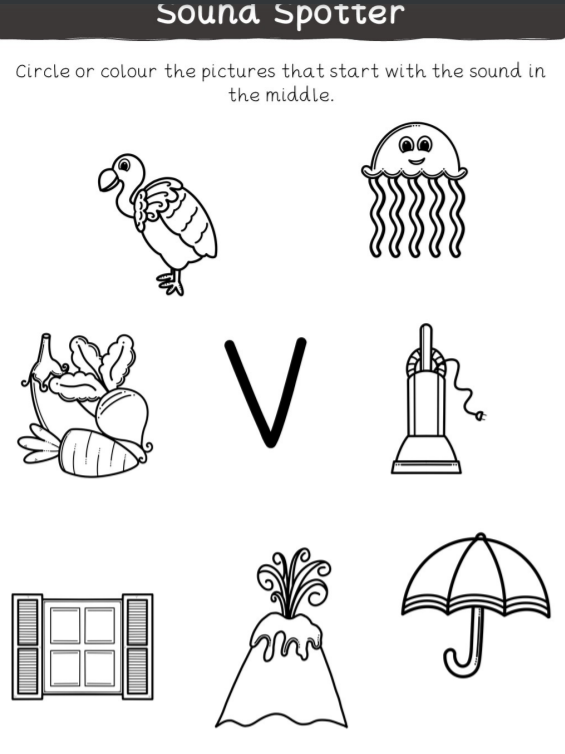 Sound Spotter
Circle or colour the pictures that start with the sound in
the middle.
V